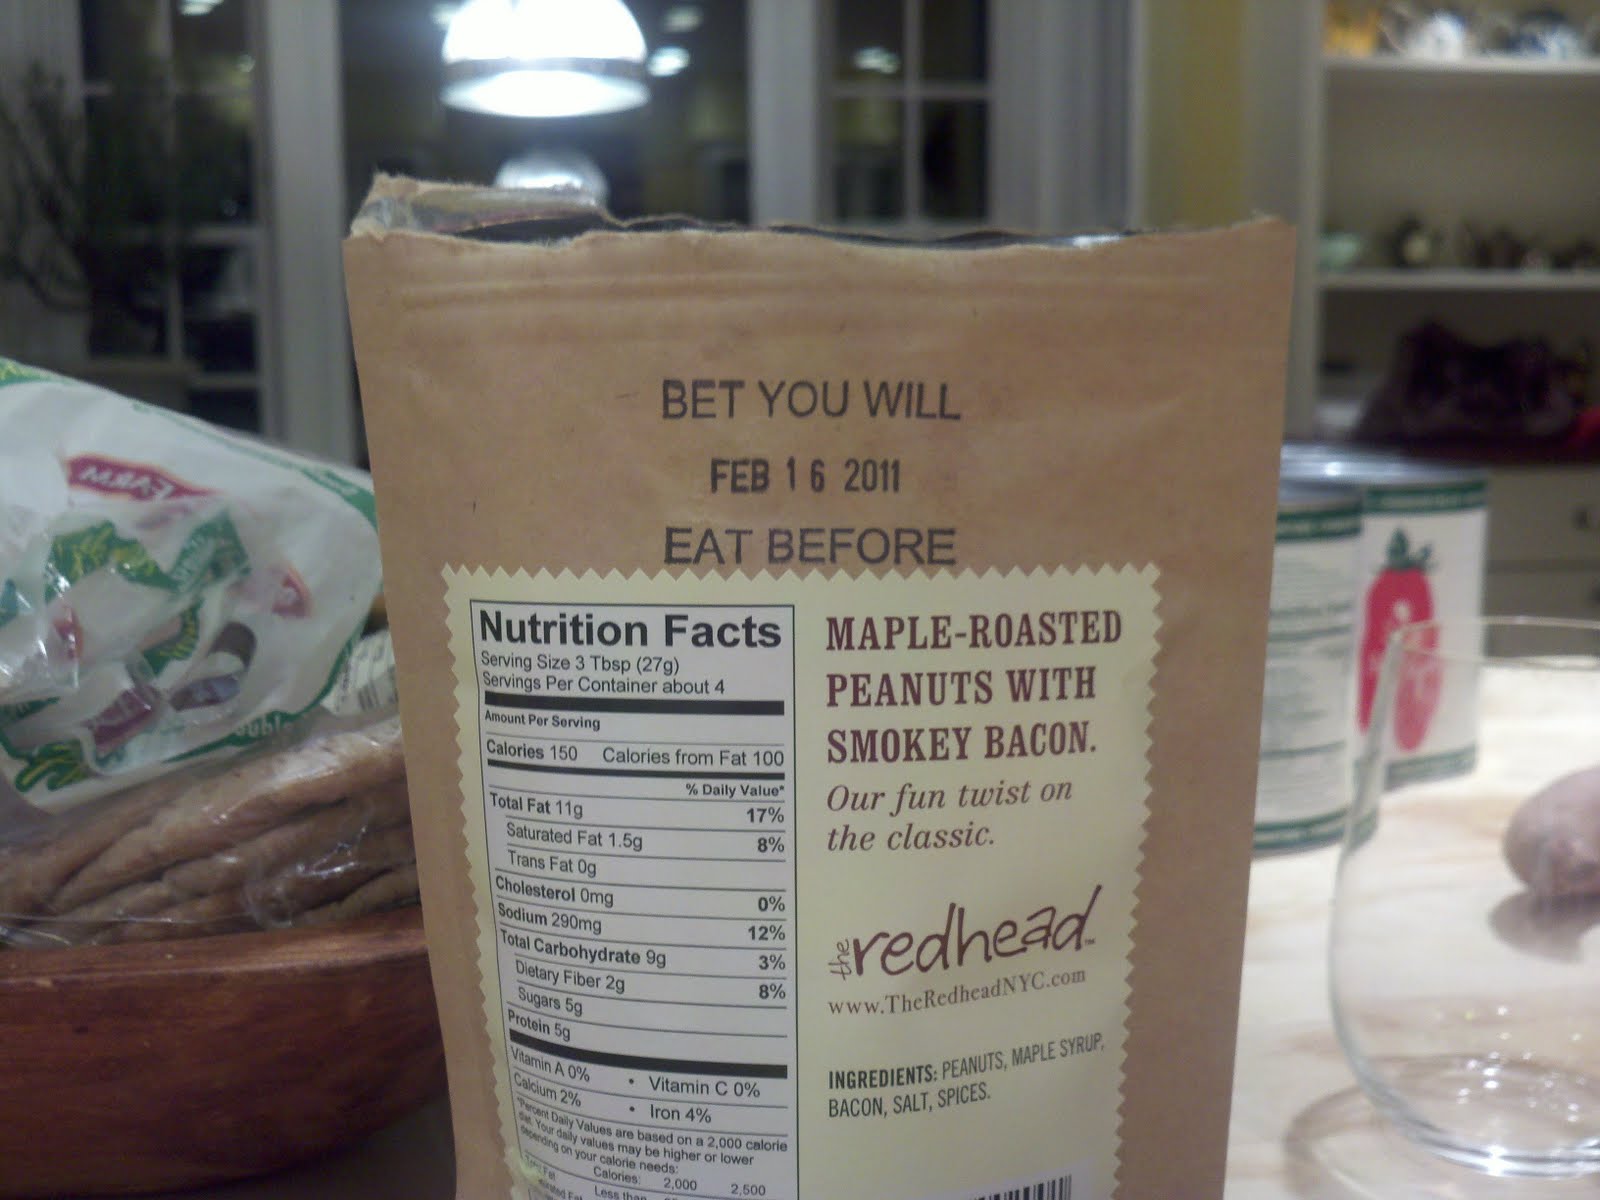 BET YOU WILL
FEB 16 2011
EAT BEFORE
Nutrition Facts
Serving Size 3 Tbsp (27g)
Servings Per Container about 4
Amount Per Serving
Calories 150 Calories from Fat 100
% Daily Value*
Total Fat 11g 17%
Saturated Fat 1.5g 8%
Trans Fat 0g
Cholesterol 0mg 0%
Sodium 290mg 12%
Total Carbohydrate 9g 3%
Dietary Fiber 2g 8%
Sugars 5g
Protein 5g
Vitamin A 0% • Vitamin C 0%
Calcium 2% • Iron 4%
*Percent Daily Values are based on a 2,000 calorie
diet. Your daily values may be higher or lower
depending on your calorie needs:
Calories: 2,000 2,500
Less than
MAPLE-ROASTED
PEANUTS WITH
SMOKEY BACON.
Our fun twist on
the classic.
the redhead™
www.TheRedheadNYC.com
INGREDIENTS: PEANUTS, MAPLE SYRUP,
BACON, SALT, SPICES.
FARM